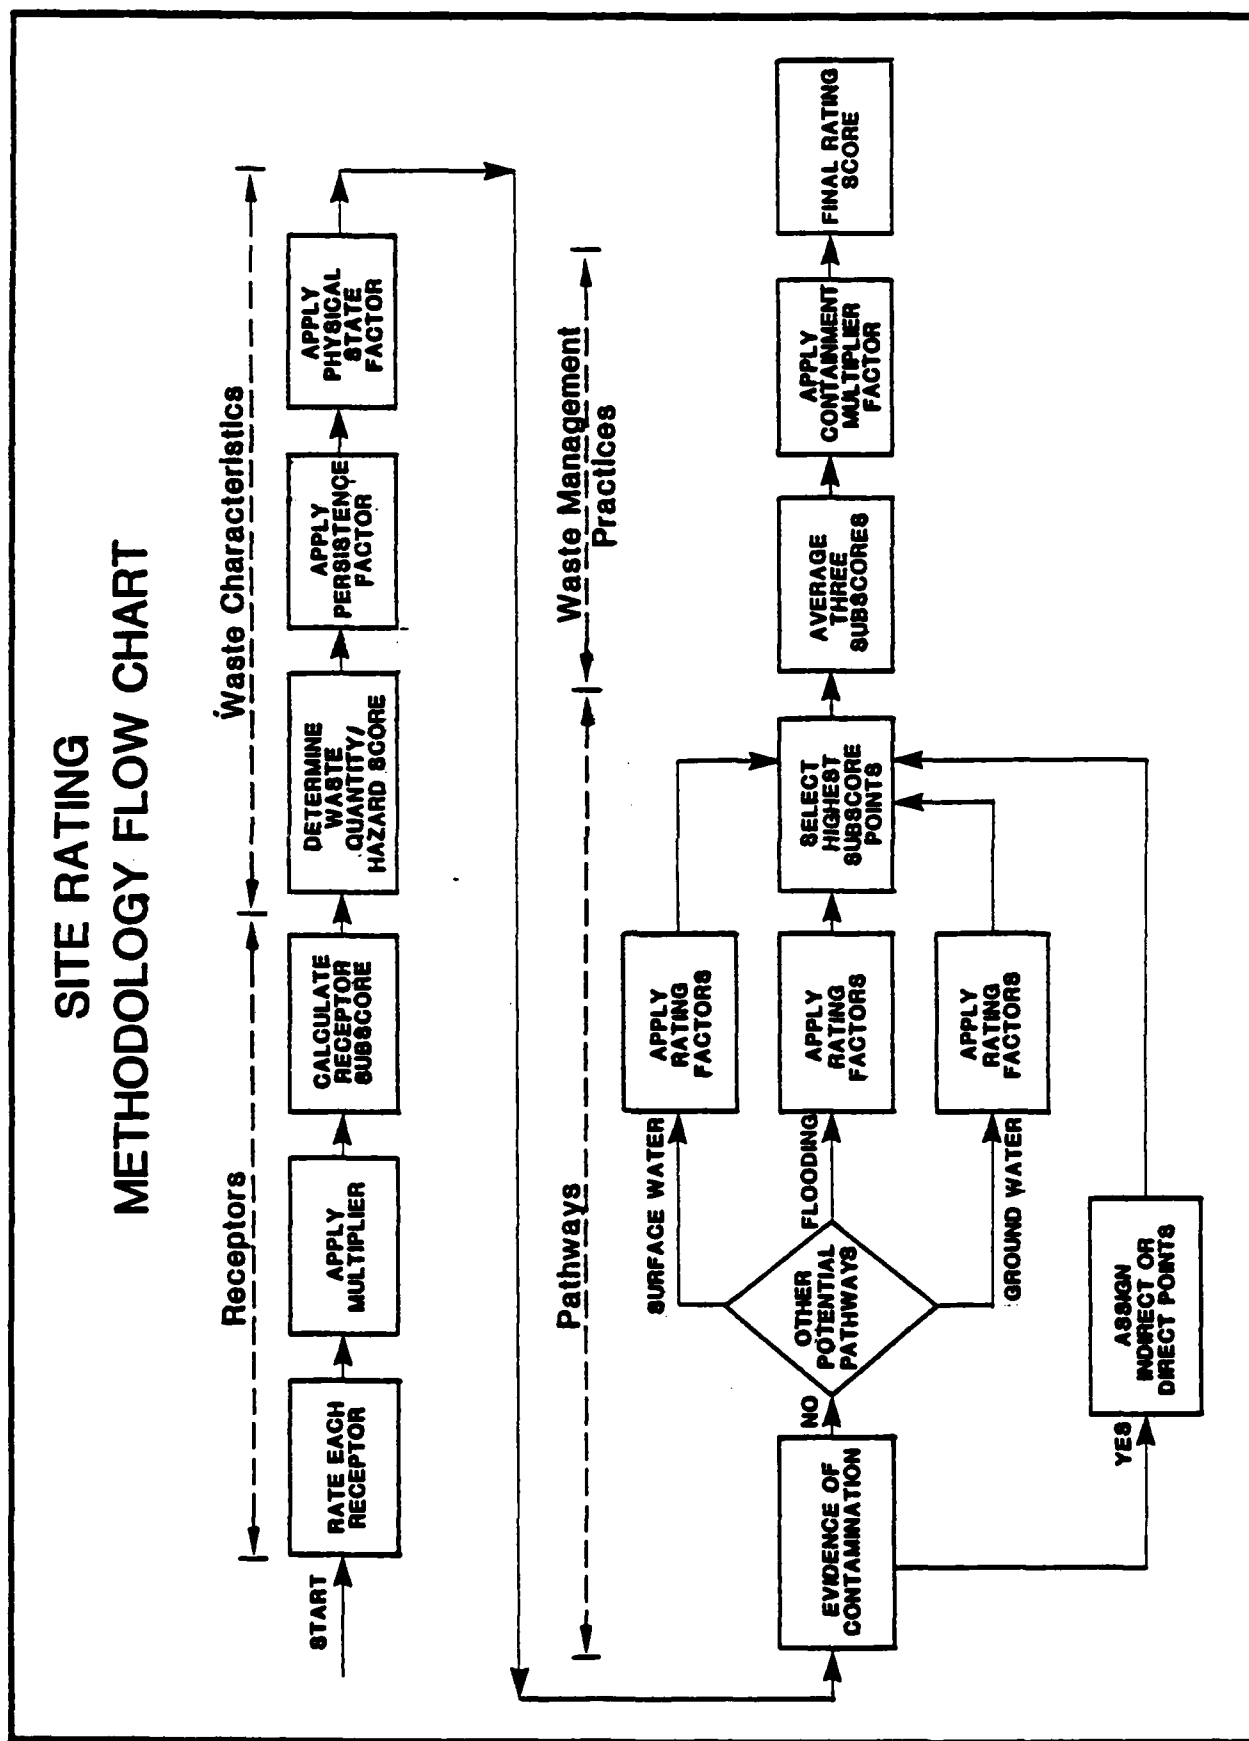 SITE RATING
METHODOLOGY FLOW CHART
Receptors
Waste Characteristics
START
RATE EACH
RECEPTOR
APPLY
MULTIPLIER
CALCULATE
RECEPTOR
SUBSCORE
DETERMINE
WASTE
QUANTITY/
HAZARD SCORE
APPLY
PERSISTENCE
FACTOR
APPLY
PHYSICAL
STATE
FACTOR
Pathways
Waste Management
Practices
EVIDENCE OF
CONTAMINATION
NO
YES
OTHER
POTENTIAL
PATHWAYS
SURFACE WATER
FLOODING
GROUND WATER
APPLY
RATING
FACTORS
APPLY
RATING
FACTORS
APPLY
RATING
FACTORS
ASSIGN
INDIRECT OR
DIRECT POINTS
SELECT
HIGHEST
SUBSCORE
POINTS
AVERAGE
THREE
SUBSCORES
APPLY
CONTAINMENT
MULTIPLIER
FACTOR
FINAL RATING
SCORE